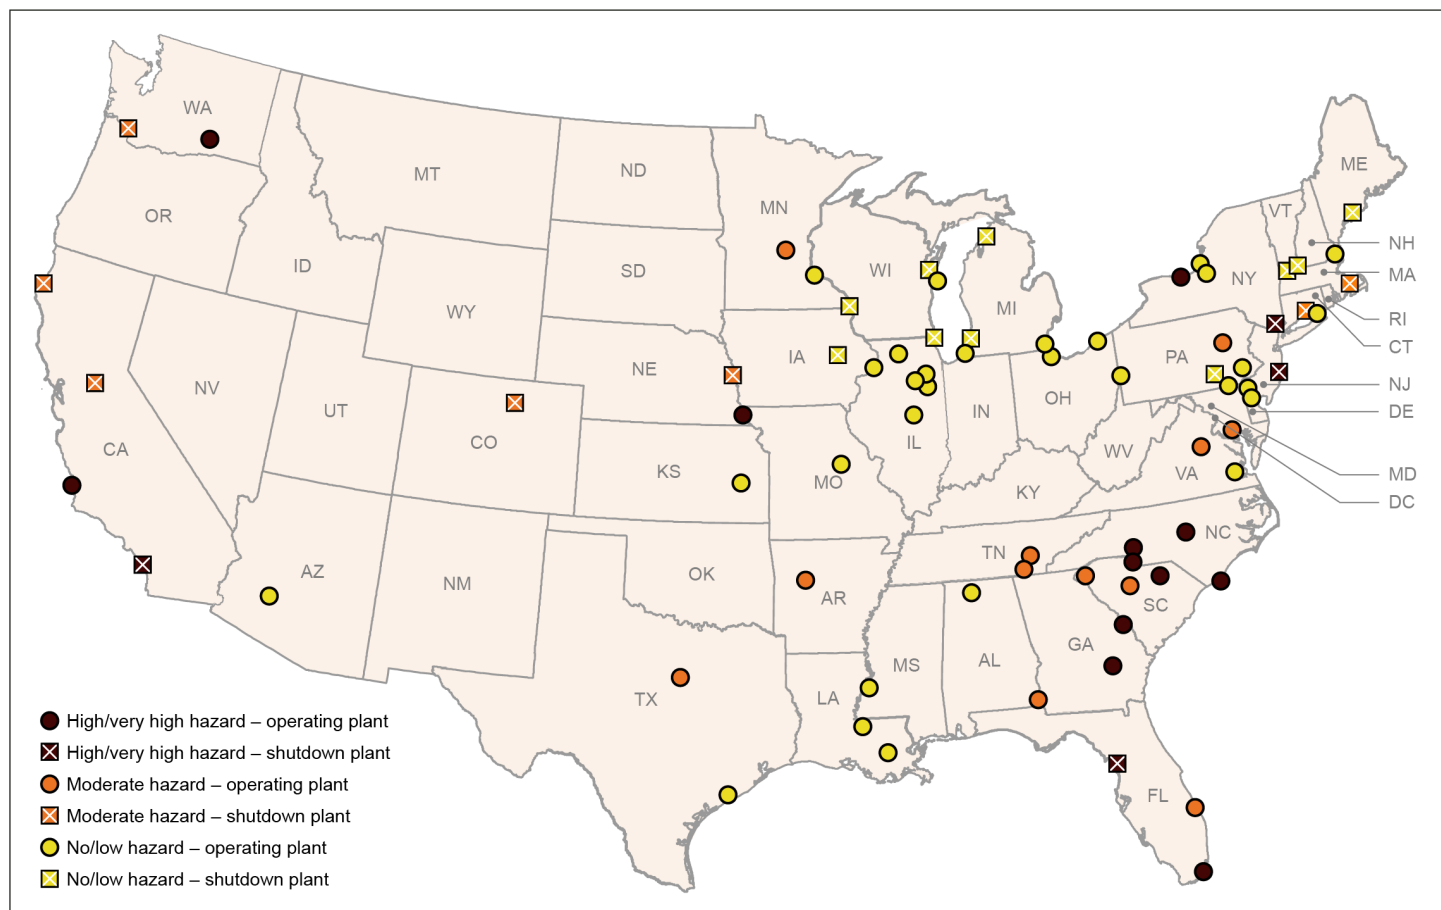 WA
OR
CA
ID
NV
MT
WY
UT
AZ
CO
NM
ND
SD
NE
KS
OK
TX
MN
IA
MO
AR
LA
WI
IL
MS
MI
IN
KY
TN
AL
OH
WV
GA
FL
PA
VA
NC
SC
NY
VT
ME
NH
MA
RI
CT
NJ
DE
MD
DC
High/very high hazard – operating plant
High/very high hazard – shutdown plant
Moderate hazard – operating plant
Moderate hazard – shutdown plant
No/low hazard – operating plant
No/low hazard – shutdown plant